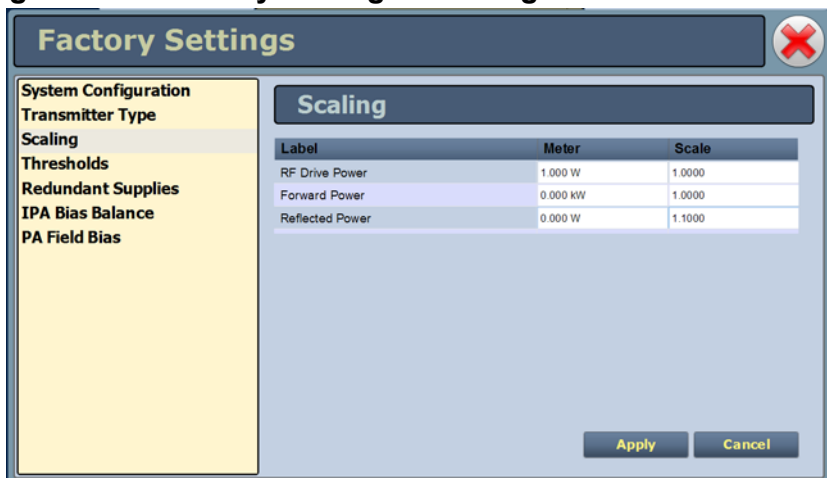 Factory Settings
System Configuration
Transmitter Type
Scaling
Thresholds
Redundant Supplies
IPA Bias Balance
PA Field Bias
Scaling
Label Meter Scale
RF Drive Power 1.000 W 1.0000
Forward Power 0.000 kW 1.0000
Reflected Power 0.000 W 1.1000
Apply Cancel